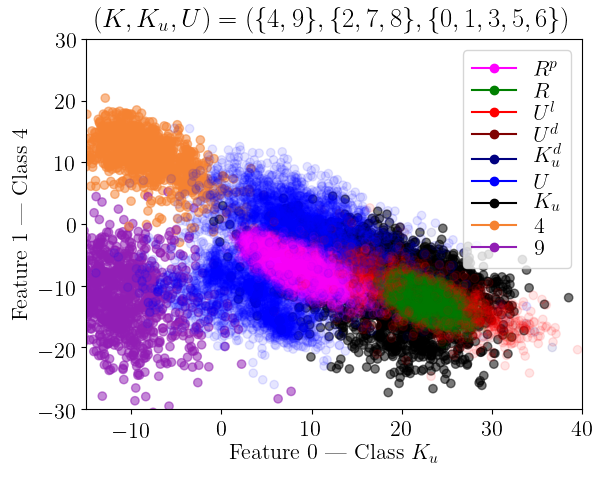 (K, K_u, U) = ({4, 9}, {2, 7, 8}, {0, 1, 3, 5, 6})
R^p
R
U^l
U^d
K_u^d
U
K_u
4
9
Feature 1 — Class 4
30
20
10
0
−10
−20
−30
−10 0 10 20 30 40
Feature 0 — Class K_u